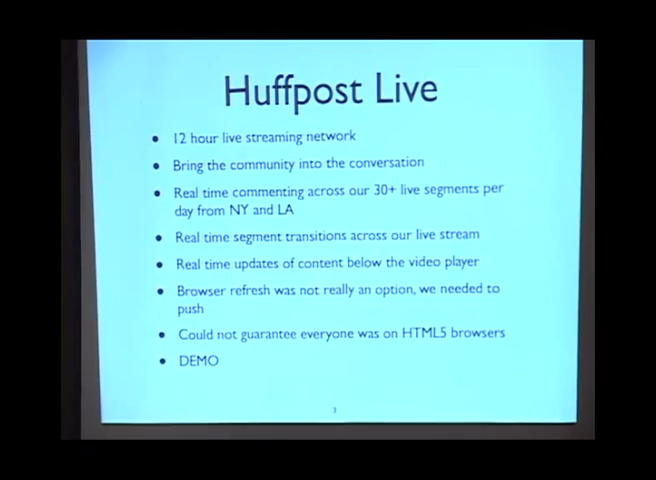 Huffpost Live
• 12 hour live streaming network
• Bring the community into the conversation
• Real time commenting across our 30+ live segments per
day from NY and LA
• Real time segment transitions across our live stream
• Real time updates of content below the video player
• Browser refresh was not really an option, we needed to
push
• Could not guarantee everyone was on HTML5 browsers
• DEMO
3